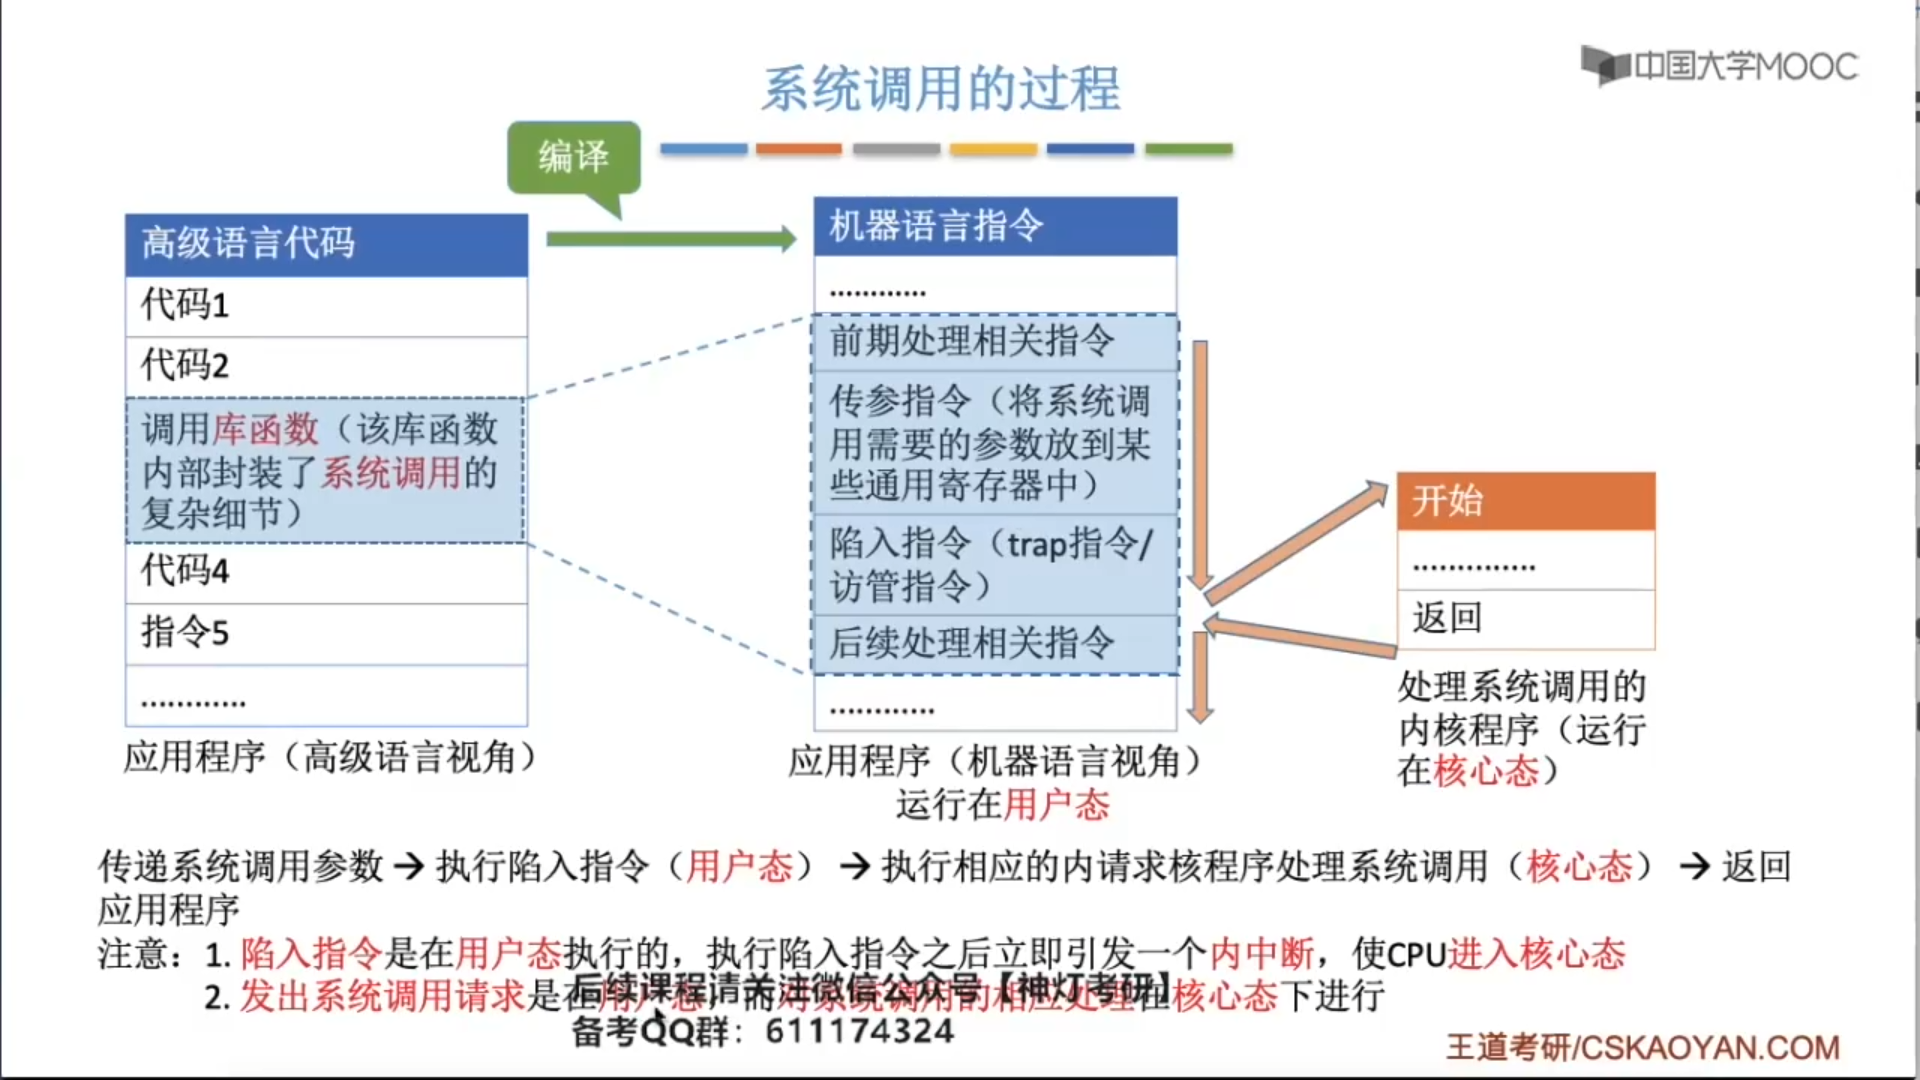 中国大学MOOC
系统调用的过程
编译
高级语言代码
代码1
代码2
调用库函数（该库函数
内部封装了系统调用的
复杂细节）
代码4
指令5
............
应用程序（高级语言视角）
机器语言指令
............
前期处理相关指令
传参指令（将系统调
用需要的参数放到某
些通用寄存器中）
陷入指令（trap指令/
访管指令）
后续处理相关指令
............
应用程序（机器语言视角）
运行在用户态
开始
..............
返回
处理系统调用的
内核程序（运行
在核心态）
传递系统调用参数 → 执行陷入指令（用户态） → 执行相应的内请求核程序处理系统调用（核心态） → 返回
应用程序
注意：1. 陷入指令是在用户态执行的，执行陷入指令之后立即引发一个内中断，使CPU进入核心态
2. 发出系统调用请求是在用户态，而对系统调用的相应处理在核心态下进行
后续课程请关注微信公众号【神灯考研】
备考QQ群：611174324
王道考研/CSKAOYAN.COM